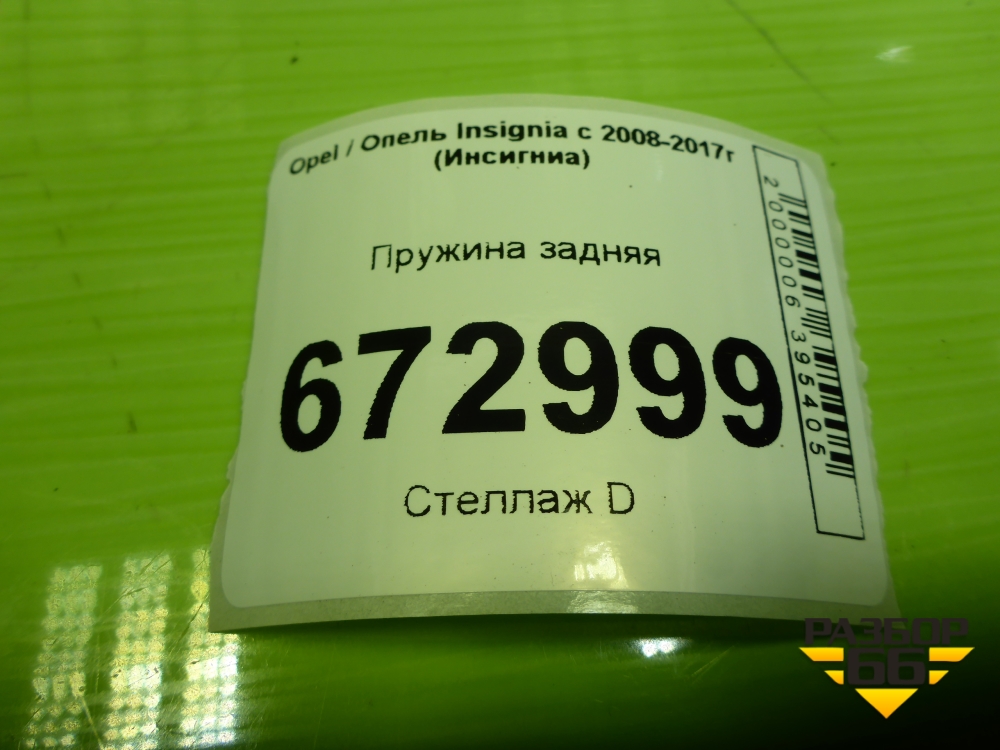 Opel / Опель Insignia с 2008-2017г
(Инсигниа)
Пружина задняя
672999
Стеллаж D
2000006395405
РАЗБОР
66